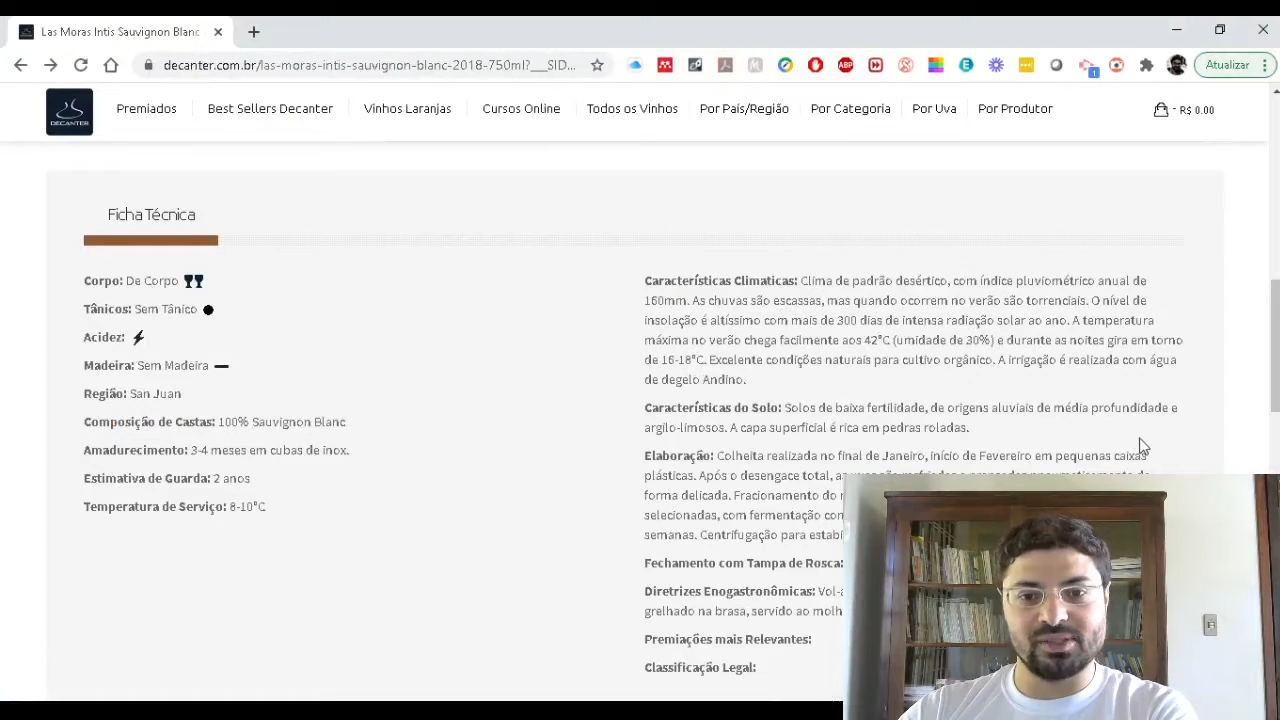 Las Moras Intis Sauvignon Blanc
decanter.com.br/las-moras-intis-sauvignon-blanc-2018-750ml?___SID...
ABP
1
Atualizar
DECANTER
Premiados
Best Sellers Decanter
Vinhos Laranjas
Cursos Online
Todos os Vinhos
Por País/Região
Por Categoria
Por Uva
Por Produtor
- R$ 0.00
Ficha Técnica
Corpo: De Corpo
Tânicos: Sem Tânico
Acidez:
Madeira: Sem Madeira
Região: San Juan
Composição de Castas: 100% Sauvignon Blanc
Amadurecimento: 3-4 meses em cubas de inox.
Estimativa de Guarda: 2 anos
Temperatura de Serviço: 8-10°C
Características Climaticas: Clima de padrão desértico, com índice pluviométrico anual de
160mm. As chuvas são escassas, mas quando ocorrem no verão são torrenciais. O nível de
insolação é altíssimo com mais de 300 dias de intensa radiação solar ao ano. A temperatura
máxima no verão chega facilmente aos 42°C (umidade de 30%) e durante as noites gira em torno
de 16-18°C. Excelente condições naturais para cultivo orgânico. A irrigação é realizada com água
de degelo Andino.
Características do Solo: Solos de baixa fertilidade, de origens aluviais de média profundidade e
argilo-limosos. A capa superficial é rica em pedras roladas.
Elaboração: Colheita realizada no final de Janeiro, início de Fevereiro em pequenas caixas
plásticas. Após o desengace total, as uvas são resfriadas e prensadas pneumaticamente de
forma delicada. Fracionamento do
selecionadas, com fermentação
semanas. Centrifugação para
Fechamento com Tampa de Rosca:
Diretrizes Enogastronômicas:
grelhado na brasa, servido ao
Premiações mais Relevantes:
Classificação Legal: